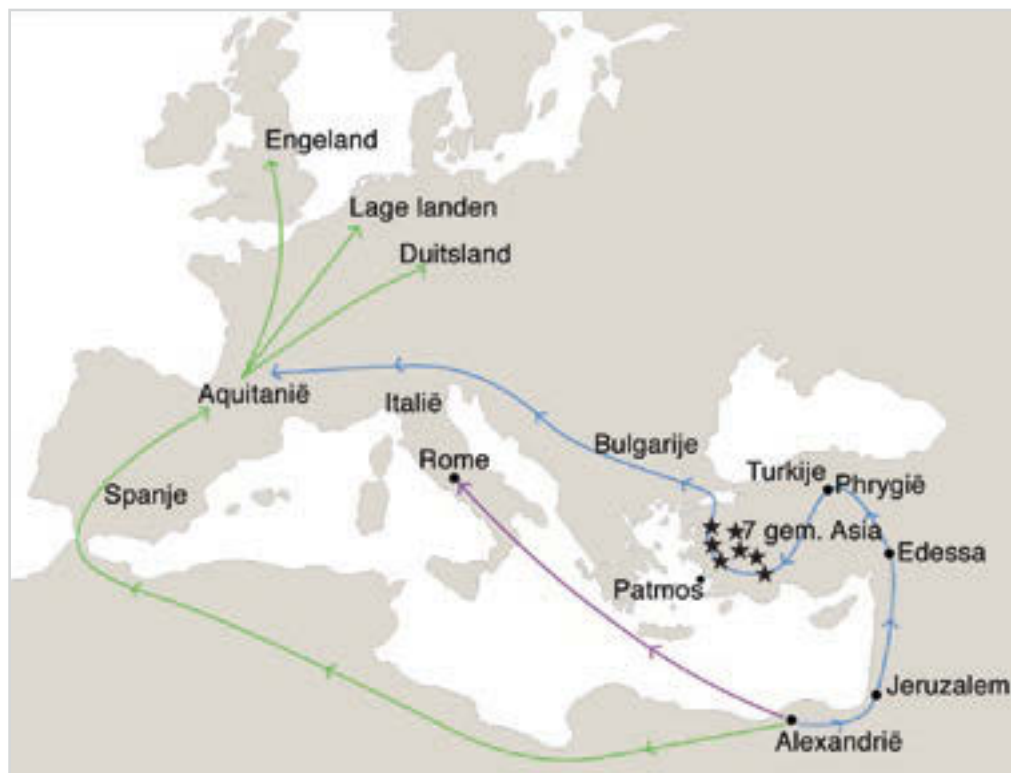 Engeland
Lage landen
Duitsland
Aquitanië
Italië
Rome
Bulgarije
Turkije
Phrygië
Spanje
7 gem. Asia
Edessa
Patmos
Jeruzalem
Alexandrië